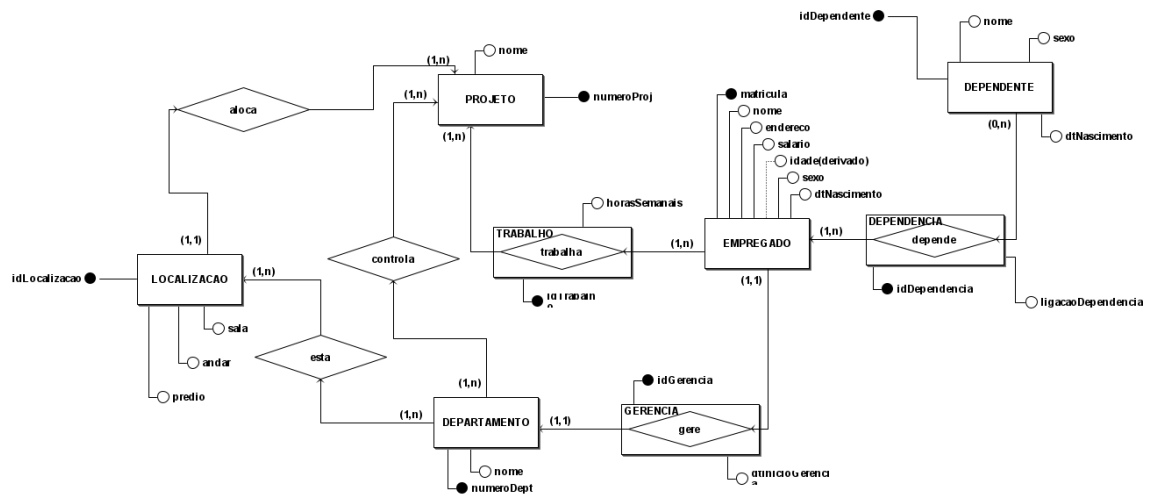 idDependente
nome
sexo
DEPENDENTE
(0,n)
dtNascimento
nome
(1,n)
PROJETO
numeroProj
aloca
(1,n)
(1,n)
matricula
nome
endereco
salario
idade(derivado)
sexo
dtNascimento
horasSemanais
TRABALHO
trabalha
(1,n)
EMPREGADO
(1,n)
DEPENDENCIA
depende
(1,1)
idDependencia
ligacaoDependencia
(1,1)
idLocalizacao
LOCALIZACAO
(1,n)
controla
sala
andar
predio
esta
(1,n)
(1,n)
DEPARTAMENTO
(1,1)
idGerencia
GERENCIA
gere
nome
numeroDept